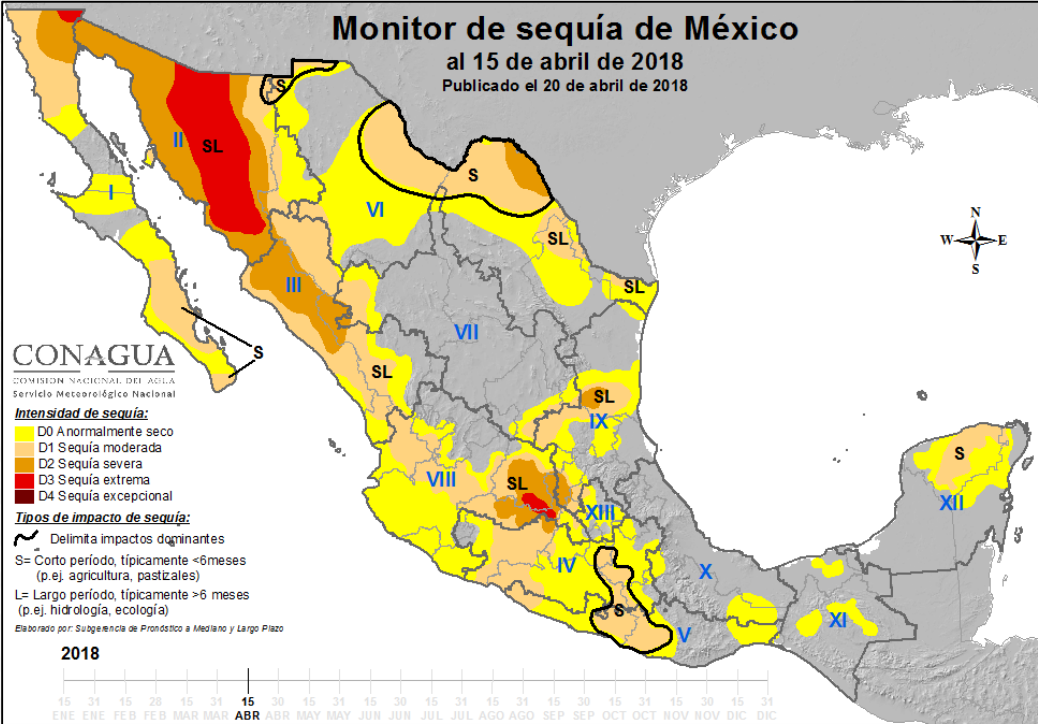 Monitor de sequía de México
al 15 de abril de 2018
Publicado el 20 de abril de 2018
N
W E
S
I
II
III
IV
V
VI
VII
VIII
IX
X
XI
XII
XIII
S
SL
S
SL
SL
S
SL
SL
SL
S
S
CONAGUA
COMISIÓN NACIONAL DEL AGUA
Servicio Meteorológico Nacional
Intensidad de sequía:
D0 Anormalmente seco
D1 Sequía moderada
D2 Sequía severa
D3 Sequía extrema
D4 Sequía excepcional
Tipos de impacto de sequía:
Delimita impactos dominantes
S= Corto período, típicamente <6meses
(p.ej. agricultura, pastizales)
L= Largo período, típicamente >6 meses
(p.ej. hidrología, ecología)
Elaborado por: Subgerencia de Pronóstico a Mediano y Largo Plazo
2018
15 31 15 28 15 31 15 30 15 31 15 30 15 31 15 31 15 30 15 31 15 30 15 31
ENE ENE FEB FEB MAR MAR ABR ABR MAY MAY JUN JUN JUL JUL AGO AGO SEP SEP OCT OCT NOV NOV DIC DIC